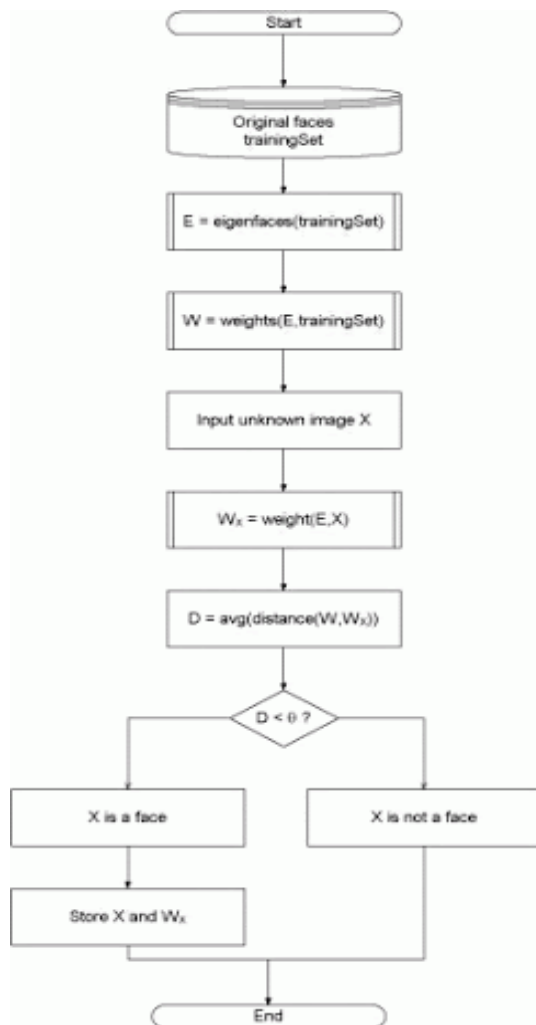 Start
Original faces
trainingSet
E = eigenfaces(trainingSet)
W = weights(E,trainingSet)
Input unknown image X
Wₓ = weight(E,X)
D = avg(distance(W,Wₓ))
D < θ ?
X is a face
X is not a face
Store X and Wₓ
End